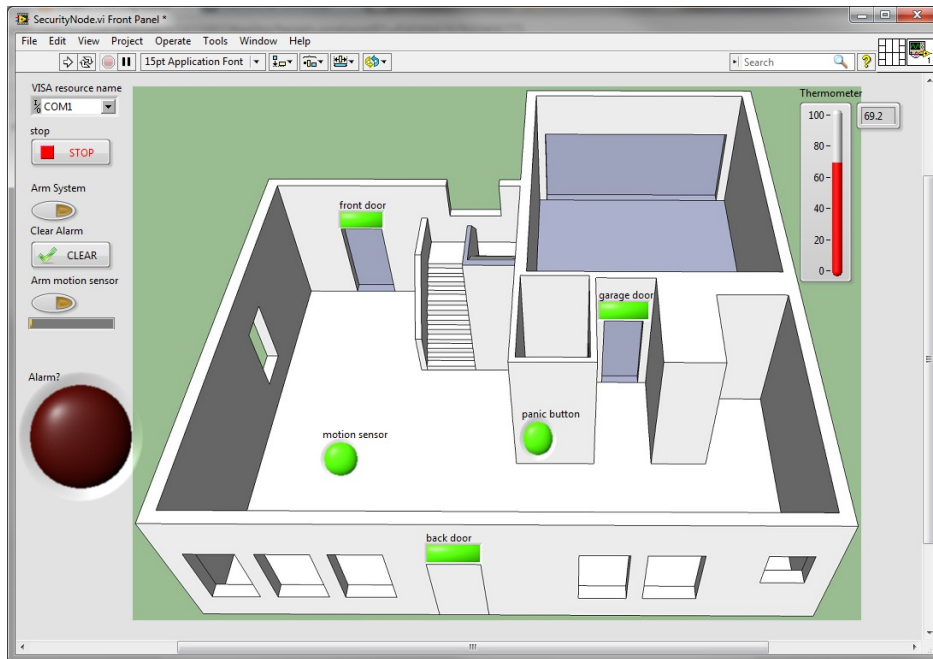 SecurityNode.vi Front Panel *
File Edit View Project Operate Tools Window Help
15pt Application Font
Search
?
1
VISA resource name
COM1
stop
STOP
Arm System
Clear Alarm
CLEAR
Arm motion sensor
Alarm?
front door
garage door
panic button
motion sensor
back door
Thermometer
69.2
100
80
60
40
20
0